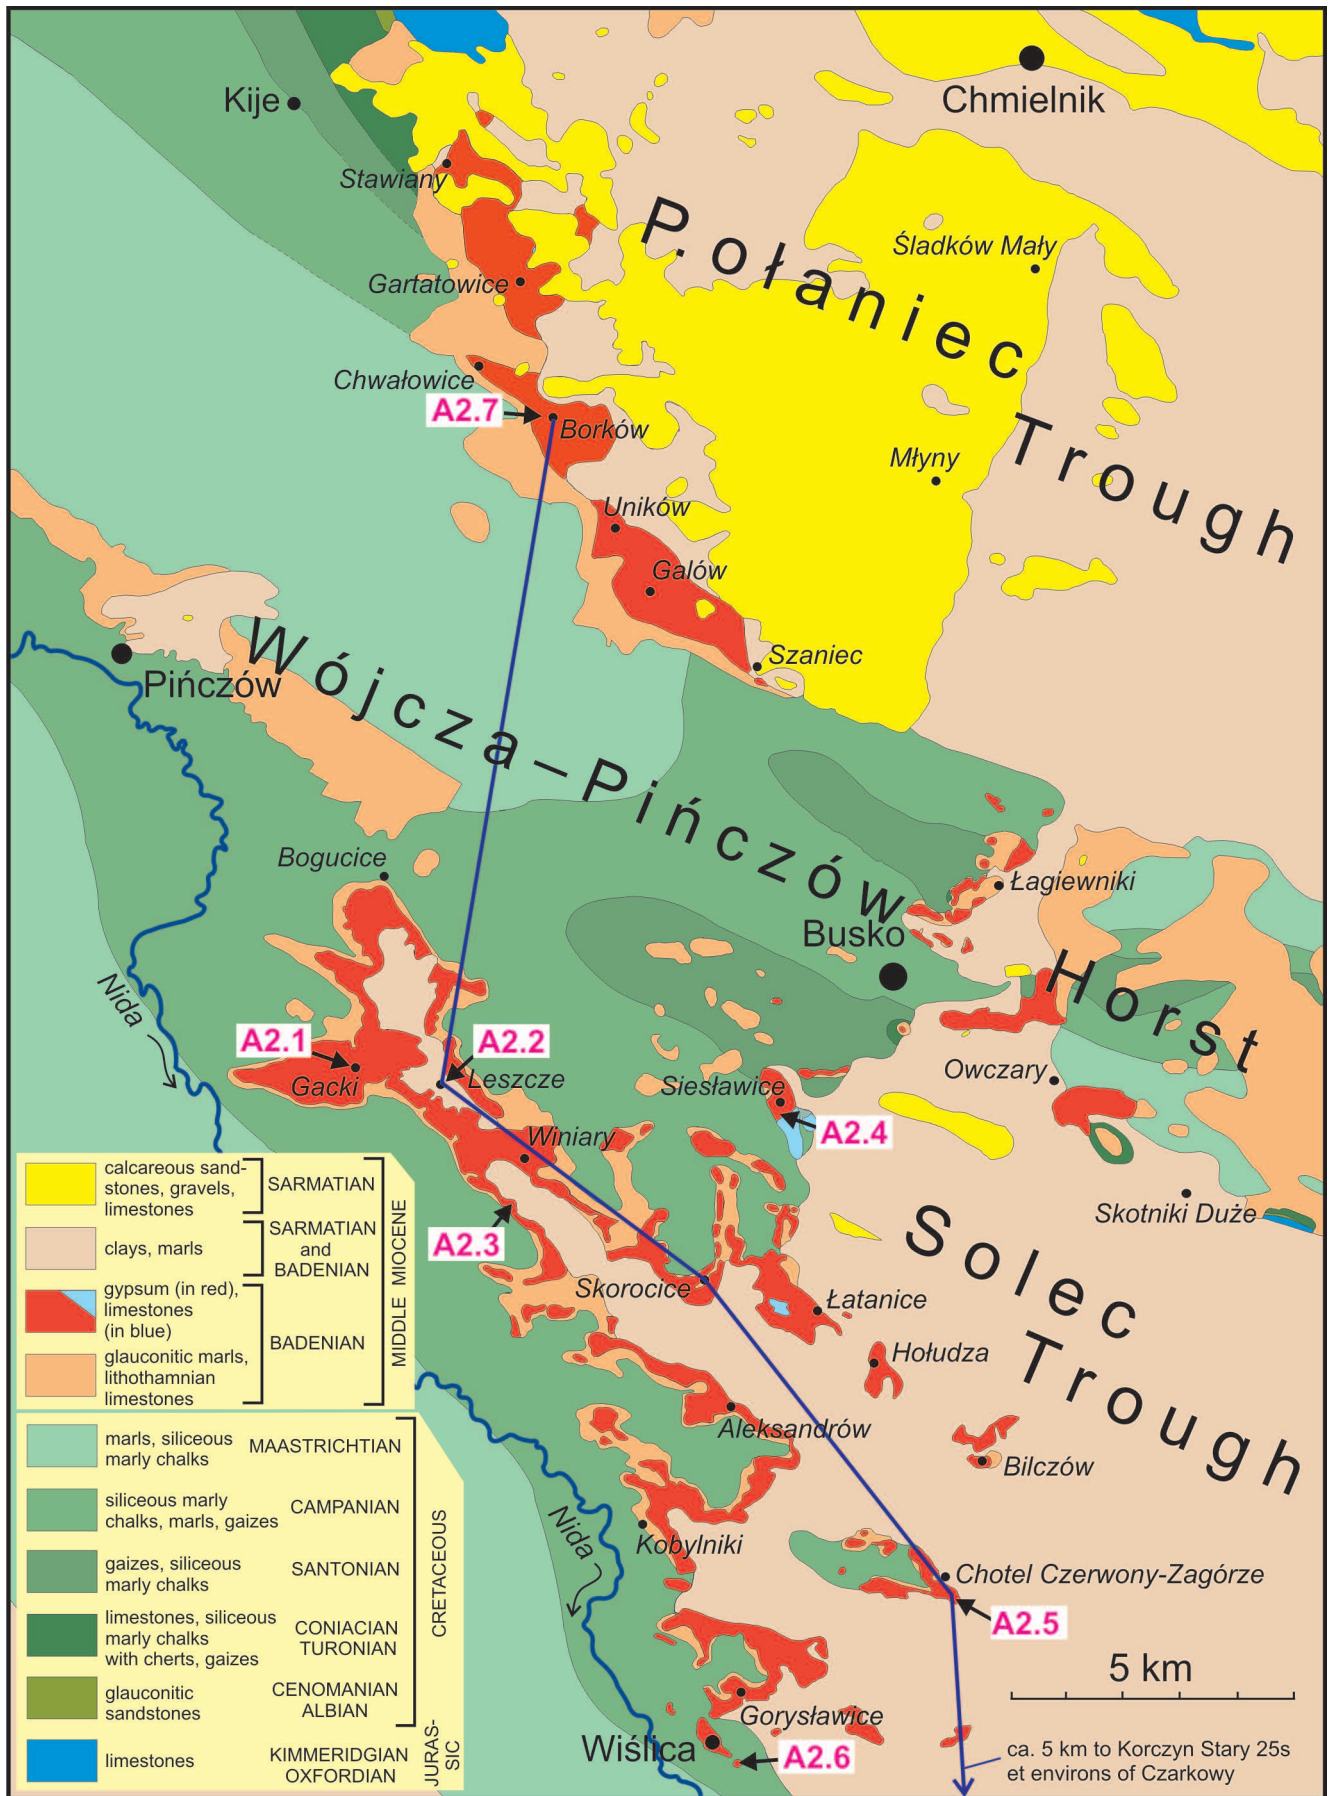 Kije
Chmielnik
Stawiany
P.ołaniec
Śladków Mały
Gartatowice
Chwałowice
A2.7
Borków
Trough
Młyny
Uników
Galów
Szaniec
Wójcza–Pińczów
Pińczów
Bogucice
Łagiewniki
Busko
Horst
Nida
A2.1
A2.2
Gacki
Leszcze
Siesławice
Owczary
A2.4
Winiary
A2.3
Skotniki Duże
Solec
Skorocice
Łatanice
Trough
Hołudza
Aleksandrów
Bilczów
Nida
Kobylniki
Chotel Czerwony-Zagórze
A2.5
5 km
Gorysławice
Wiślica
A2.6
ca. 5 km to Korczyn Stary 25s
et environs of Czarkowy
calcareous sand-
stones, gravels,
limestones
SARMATIAN
clays, marls
SARMATIAN
and
BADENIAN
gypsum (in red),
limestones
(in blue)
BADENIAN
glauconitic marls,
lithothamnian
limestones
MIDDLE MIOCENE
marls, siliceous
marly chalks
MAASTRICHTIAN
siliceous marly
chalks, marls, gaizes
CAMPANIAN
gaizes, siliceous
marly chalks
SANTONIAN
limestones, siliceous
marly chalks
with cherts, gaizes
CONIACIAN
TURONIAN
glauconitic
sandstones
CENOMANIAN
ALBIAN
CRETACEOUS
limestones
KIMMERIDGIAN
OXFORDIAN
JURAS-
SIC